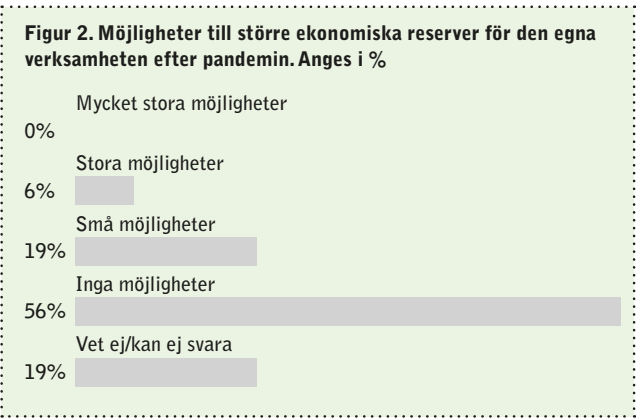 Figur 2. Möjligheter till större ekonomiska reserver för den egna
verksamheten efter pandemin. Anges i %
Mycket stora möjligheter
0%
Stora möjligheter
6%
Små möjligheter
19%
Inga möjligheter
56%
Vet ej/kan ej svara
19%